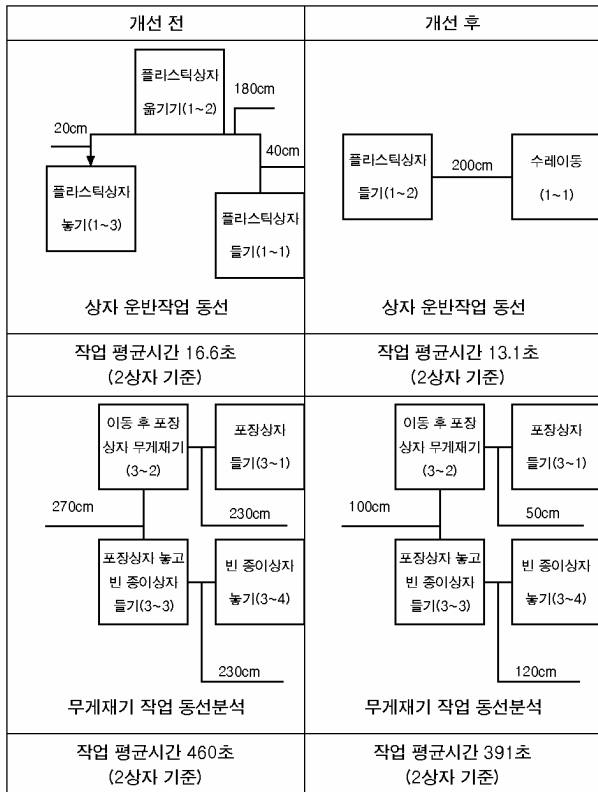 개선 전
개선 후
플리스틱상자
옮기기(1~2)
180cm
20cm
40cm
플리스틱상자
놓기(1~3)
플리스틱상자
들기(1~1)
상자 운반작업 동선
플리스틱상자
들기(1~2)
200cm
수레이동
(1~1)
상자 운반작업 동선
작업 평균시간 16.6초
(2상자 기준)
작업 평균시간 13.1초
(2상자 기준)
이동 후 포장
상자 무게재기
(3~2)
포장상자
들기(3~1)
270cm
230cm
포장상자 놓고
빈 종이상자
들기(3~3)
빈 종이상자
놓기(3~4)
230cm
무게재기 작업 동선분석
이동 후 포장
상자 무게재기
(3~2)
포장상자
들기(3~1)
100cm
50cm
포장상자 놓고
빈 종이상자
들기(3~3)
빈 종이상자
놓기(3~4)
120cm
무게재기 작업 동선분석
작업 평균시간 460초
(2상자 기준)
작업 평균시간 391초
(2상자 기준)